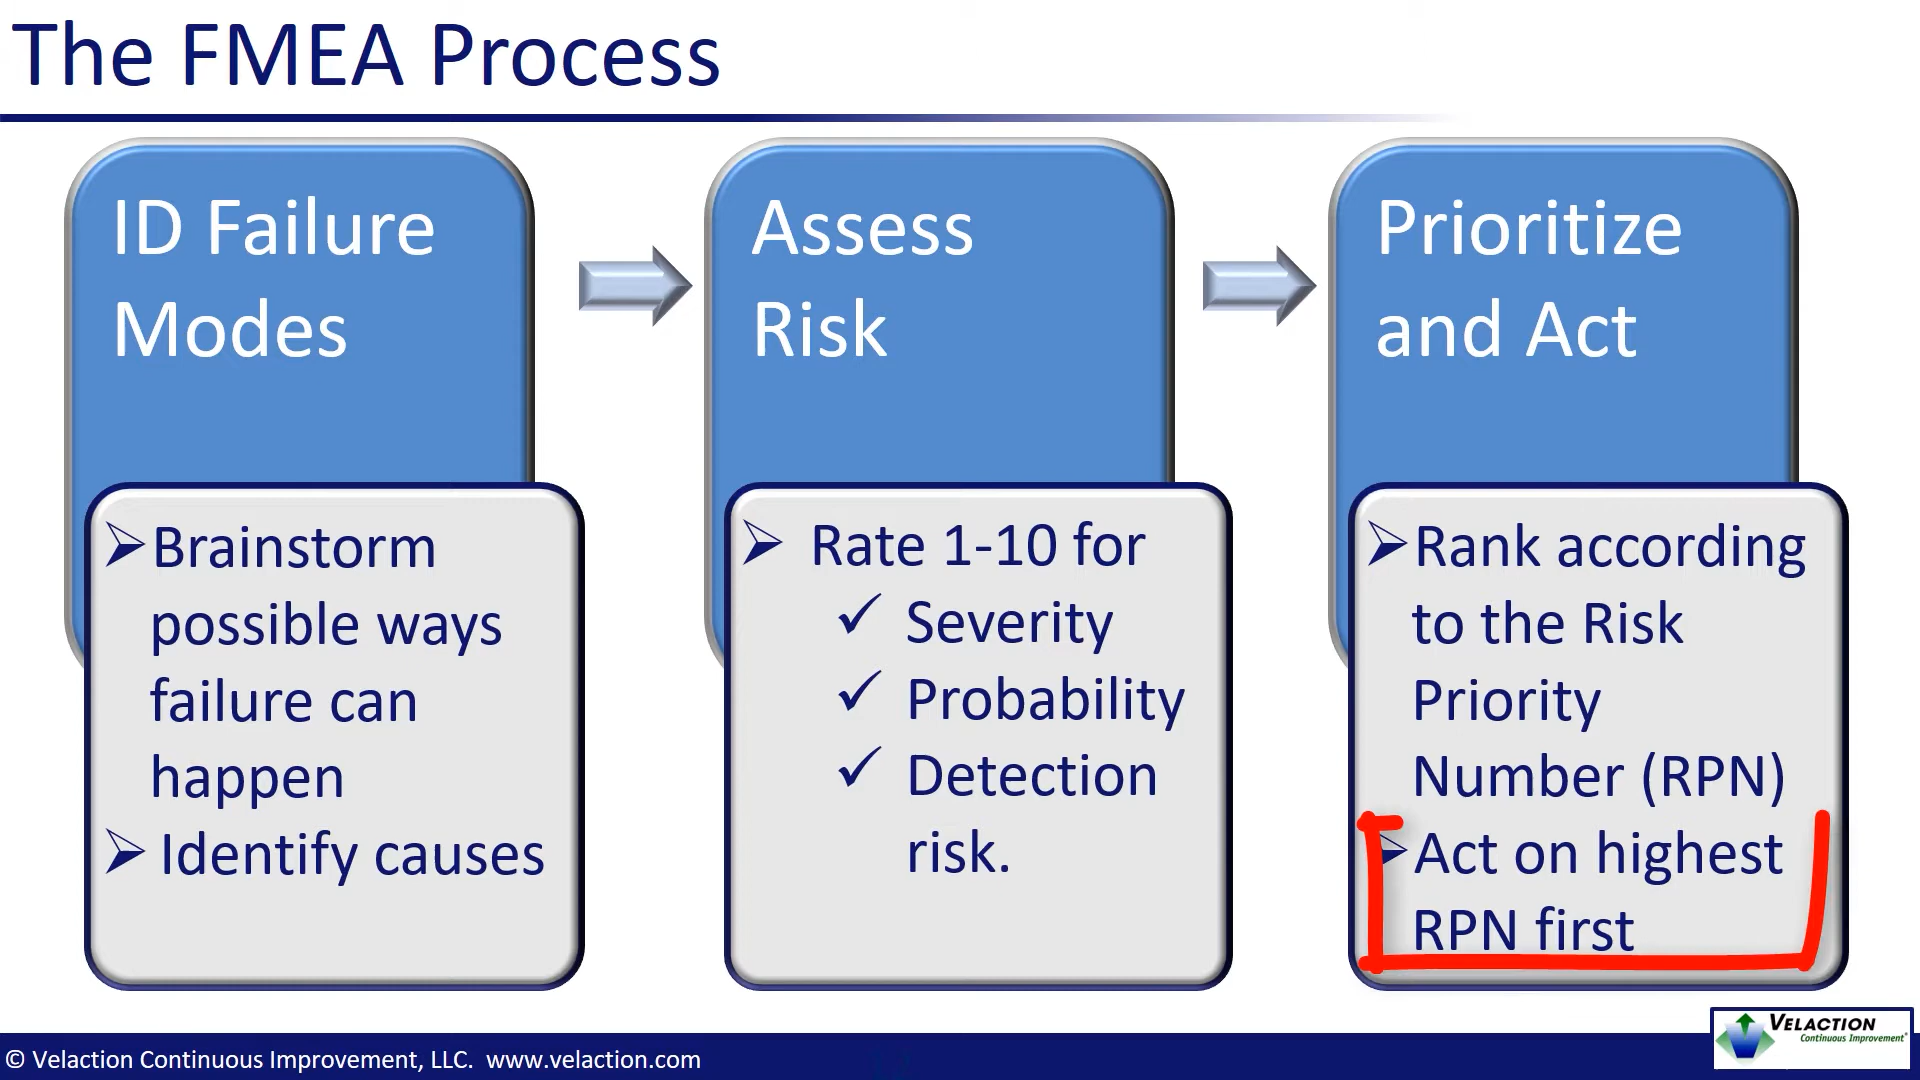 The FMEA Process
ID Failure
Modes
Brainstorm
possible ways
failure can
happen
Identify causes
Assess
Risk
Rate 1-10 for
Severity
Probability
Detection
risk.
Prioritize
and Act
Rank according
to the Risk
Priority
Number (RPN)
Act on highest
RPN first
© Velaction Continuous Improvement, LLC. www.velaction.com
VELACTION
Continuous Improvement